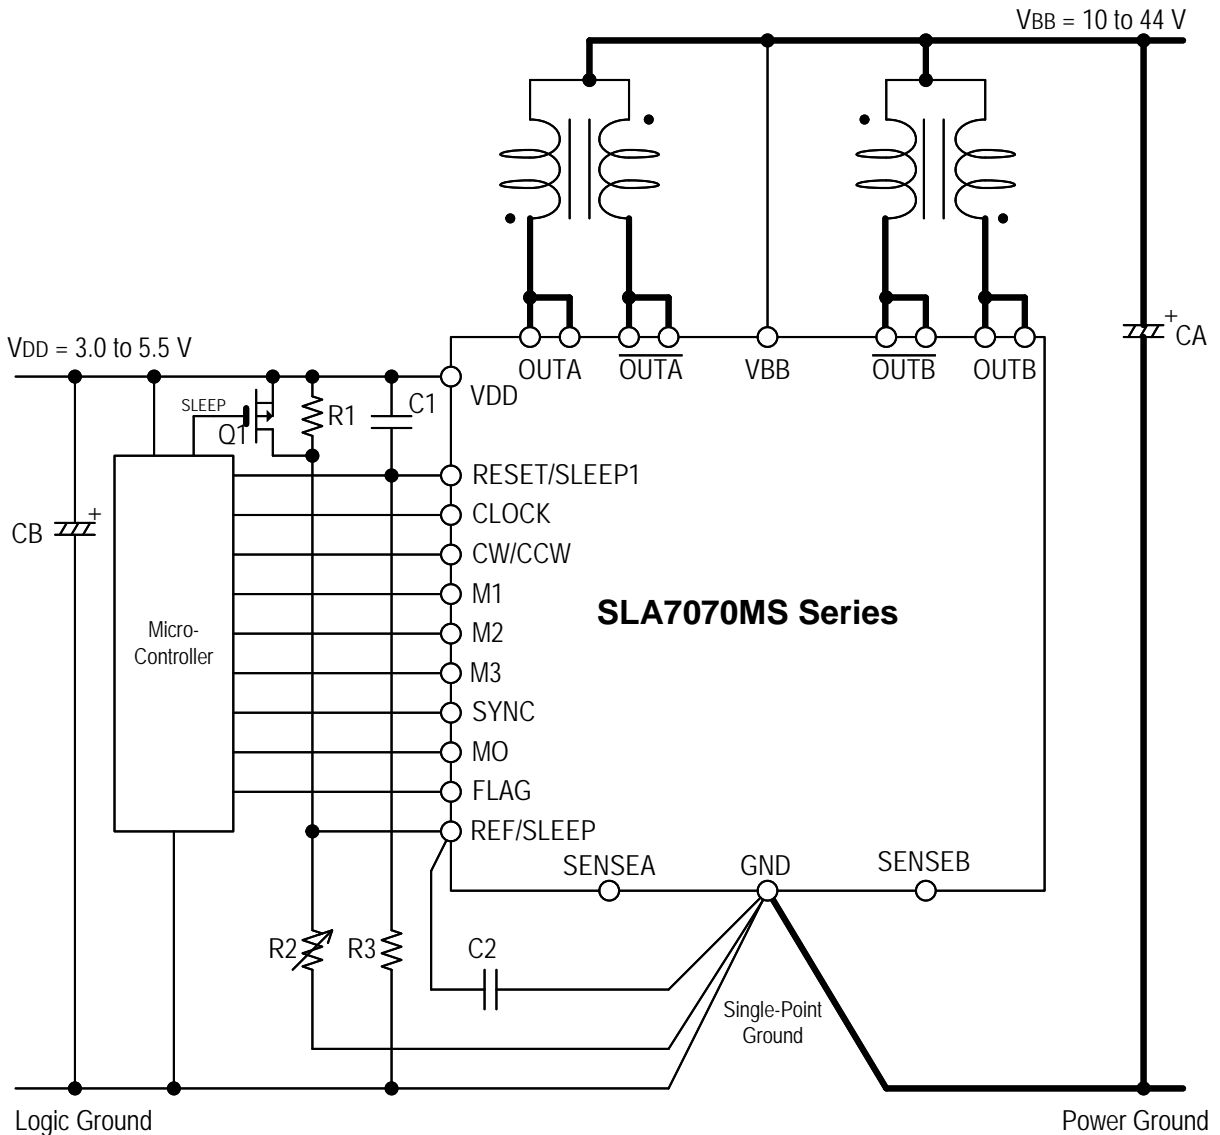 VBB = 10 to 44 V
+
CA
VDD = 3.0 to 5.5 V
OUTA
OUTA
VBB
OUTB
OUTB
VDD
SLEEP
Q1
R1
C1
RESET/SLEEP1
CLOCK
CW/CCW
M1
M2
M3
SYNC
MO
FLAG
REF/SLEEP
SLA7070MS Series
CB
+
Micro-
Controller
SENSEA
GND
SENSEB
R2
R3
C2
Single-Point
Ground
Logic Ground
Power Ground